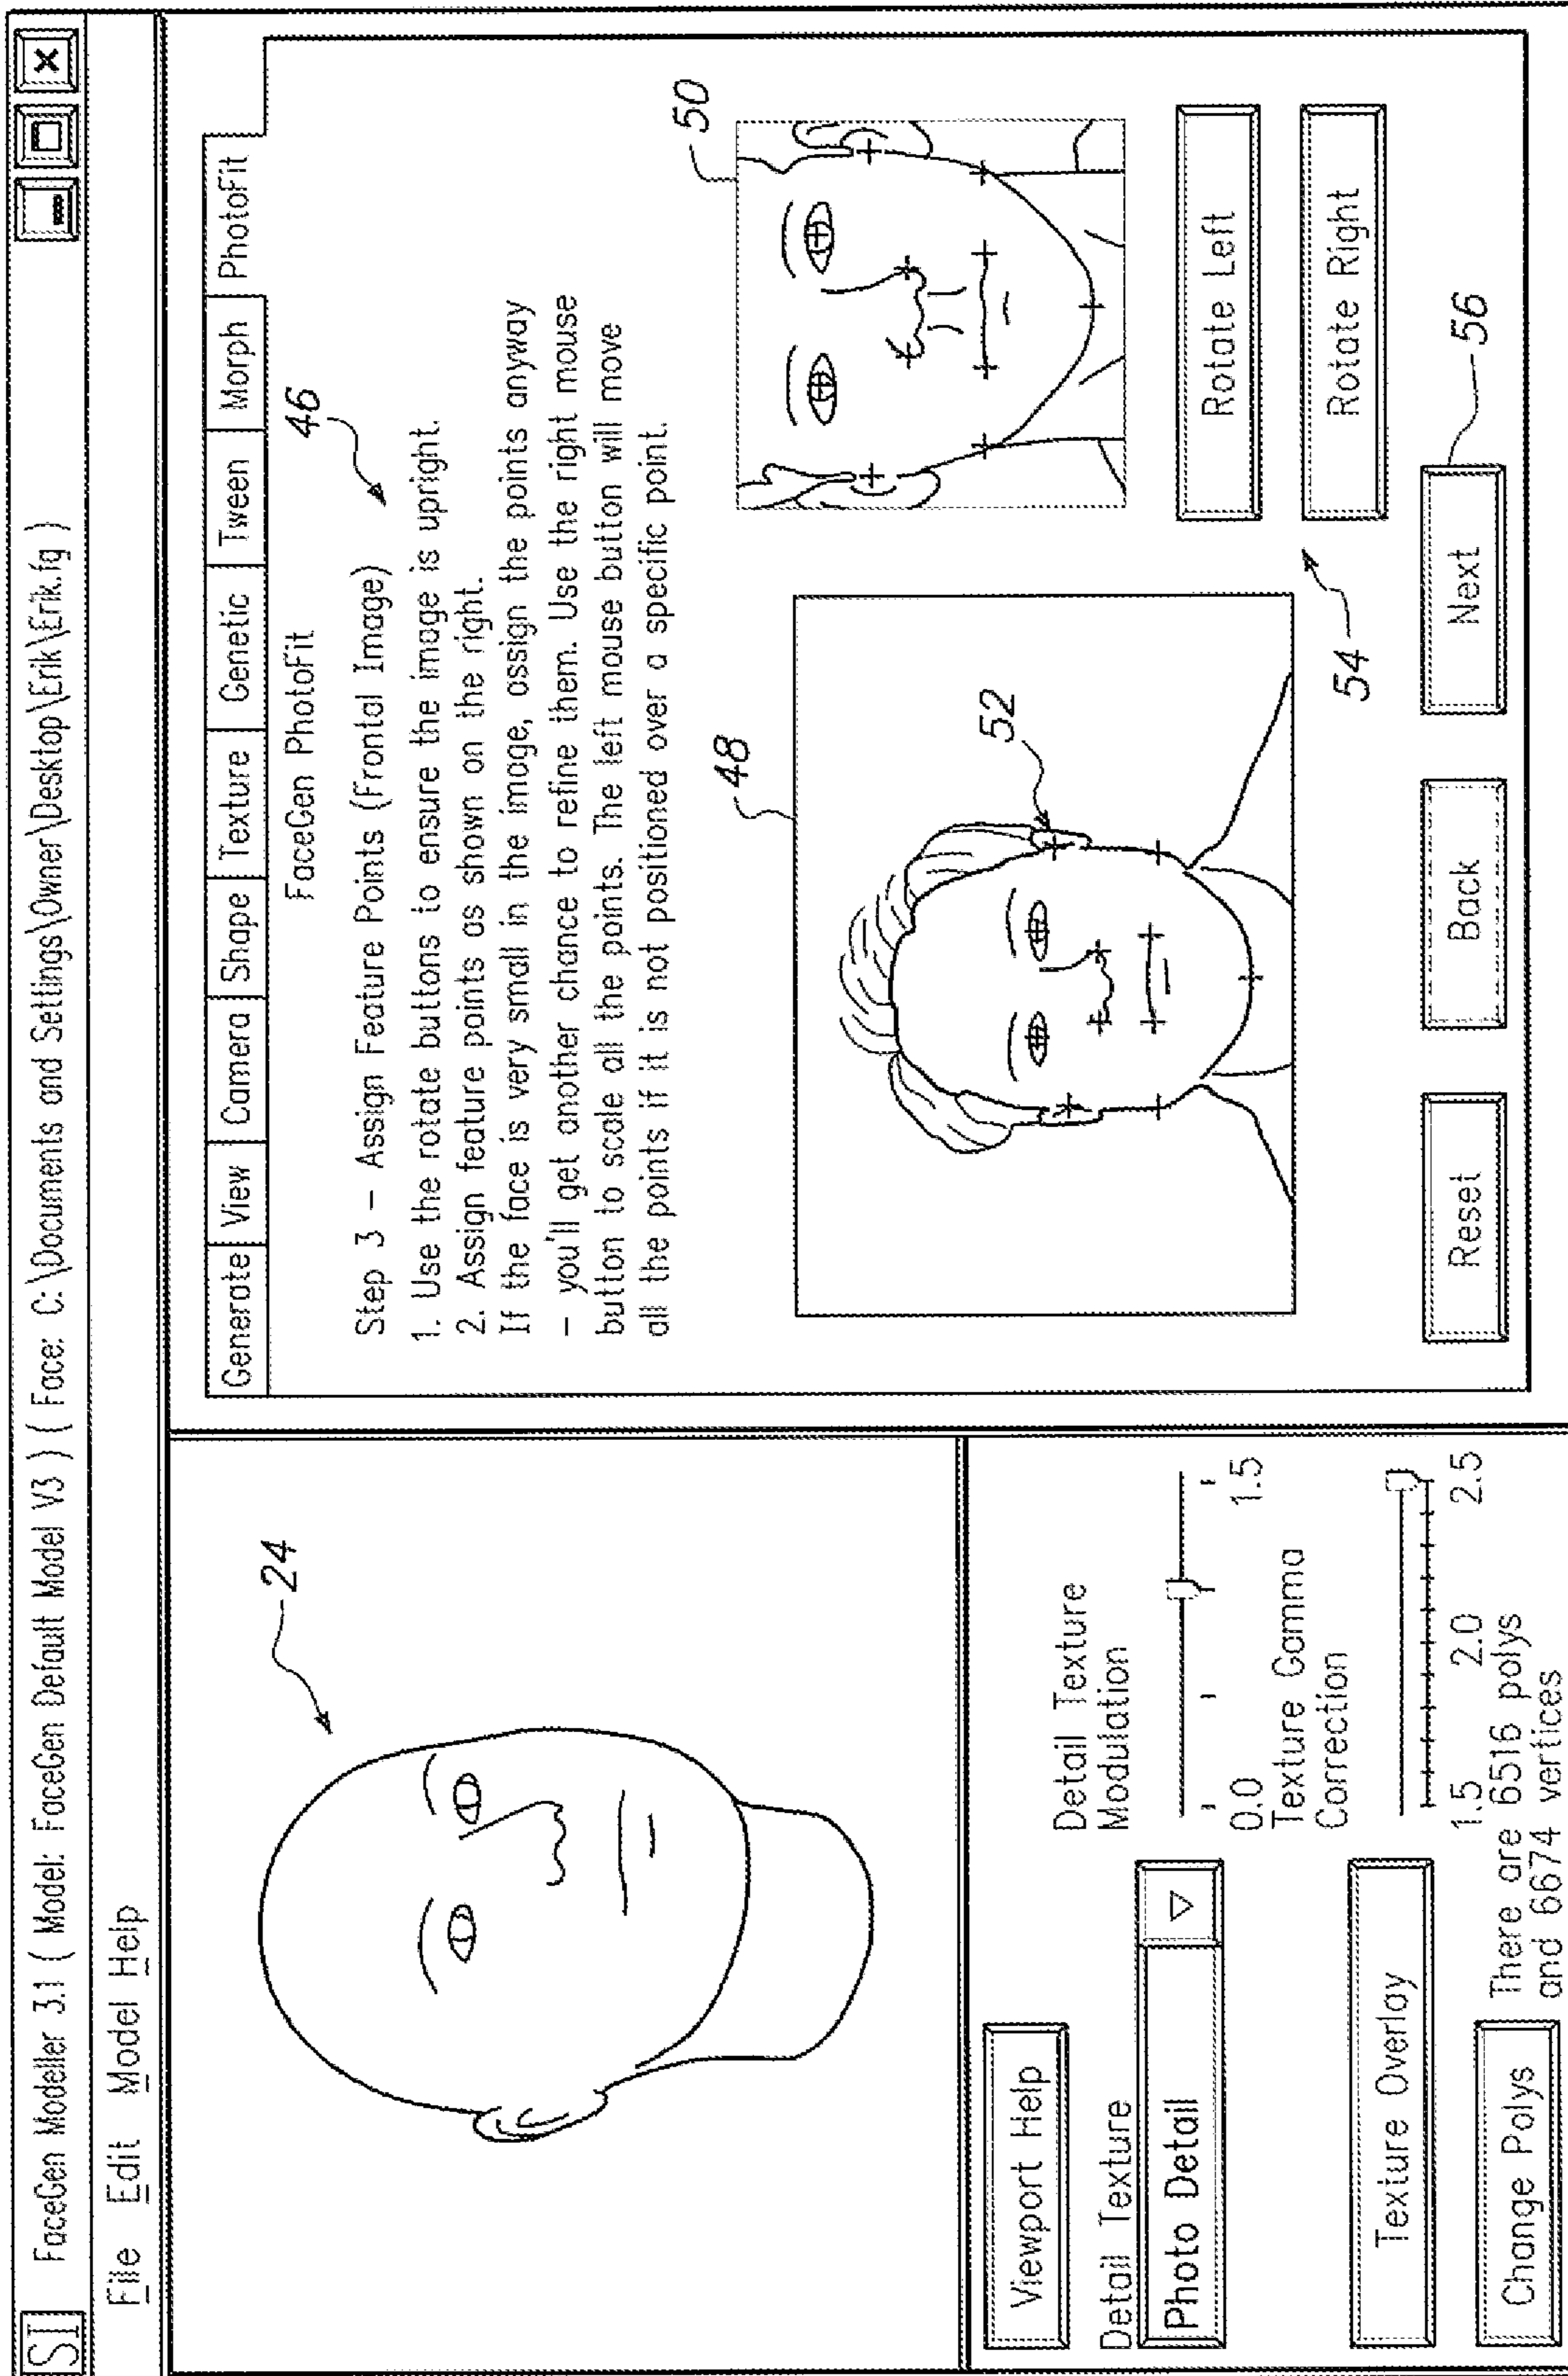 SI FaceGen Modeller 3.1 ( Model: FaceGen Default Model V3 ) ( Face: C:\Documents and Settings\Owner\Desktop\Erik\Erik.fg )
File Edit Model Help
24
Viewport Help
Detail Texture
Photo Detail
Texture Overlay
Change Polys
Detail Texture
Modulation
0.0 1.5
Texture Gamma
Correction
1.5 2.0 2.5
There are 6516 polys
and 6674 vertices
Generate View Camera Shape Texture Genetic Tween Morph PhotoFit
FaceGen PhotoFit
46
Step 3 - Assign Feature Points (Frontal Image)
1. Use the rotate buttons to ensure the image is upright.
2. Assign feature points as shown on the right.
If the face is very small in the image, assign the points anyway
- you'll get another chance to refine them. Use the right mouse
button to scale all the points. The left mouse button will move
all the points if it is not positioned over a specific point.
48
50
52
Rotate Left
Rotate Right
54
56
Reset Back Next